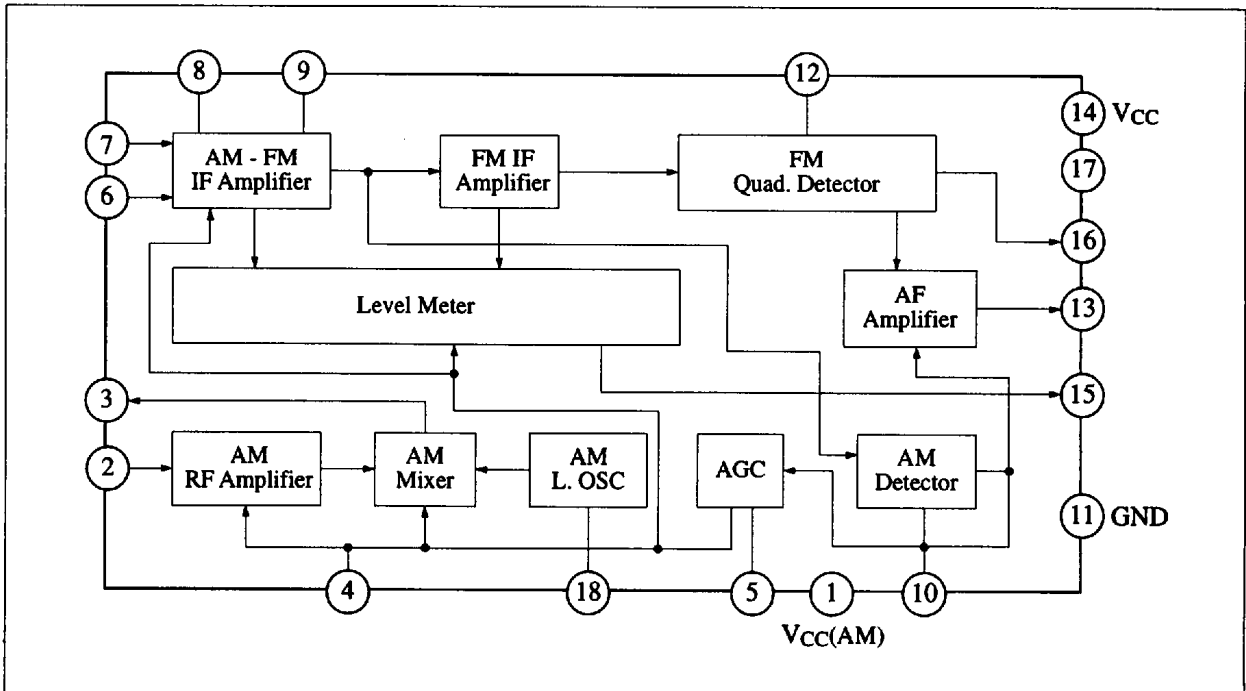 8
9
12
14 VCC
7
AM - FM
IF Amplifier
FM IF
Amplifier
FM
Quad. Detector
17
6
16
Level Meter
AF
Amplifier
13
3
15
2
AM
RF Amplifier
AM
Mixer
AM
L. OSC
AGC
AM
Detector
11 GND
4
18
5
1
10
VCC(AM)